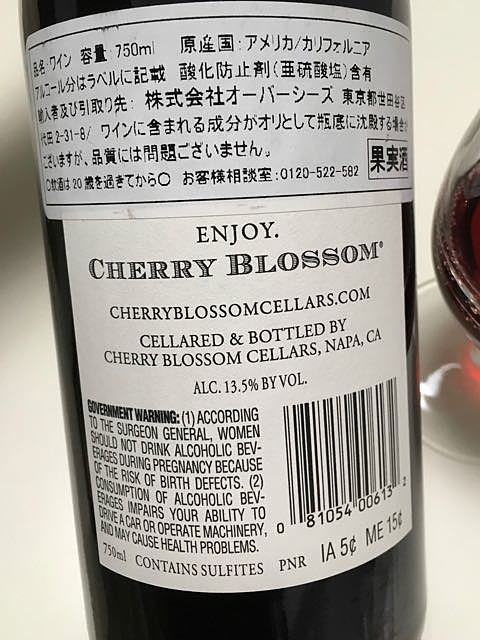 品名:ワイン 容量:750ml 原産国:アメリカ/カリフォルニア
アルコール分はラベルに記載 酸化防止剤(亜硫酸塩)含有
輸入者及び引取り先: 株式会社オーバーシーズ 東京都世田谷区
代田2-31-8/ ワインに含まれる成分がオリとして瓶底に沈殿する場合が
ございますが、品質には問題ございません。
〇飲酒は20歳を過ぎてから〇 お客様相談室:0120-522-582 果実酒
ENJOY.
CHERRY BLOSSOM®
CHERRYBLOSSOMCELLARS.COM
CELLARED & BOTTLED BY
CHERRY BLOSSOM CELLARS, NAPA, CA
ALC. 13.5% BY VOL.
GOVERNMENT WARNING: (1) ACCORDING
TO THE SURGEON GENERAL, WOMEN
SHOULD NOT DRINK ALCOHOLIC BEV-
ERAGES DURING PREGNANCY BECAUSE
OF THE RISK OF BIRTH DEFECTS. (2)
CONSUMPTION OF ALCOHOLIC BEV-
ERAGES IMPAIRS YOUR ABILITY TO
DRIVE A CAR OR OPERATE MACHINERY,
AND MAY CAUSE HEALTH PROBLEMS.
0 81054 00613 2
750ml CONTAINS SULFITES PNR IA 5¢ ME 15¢